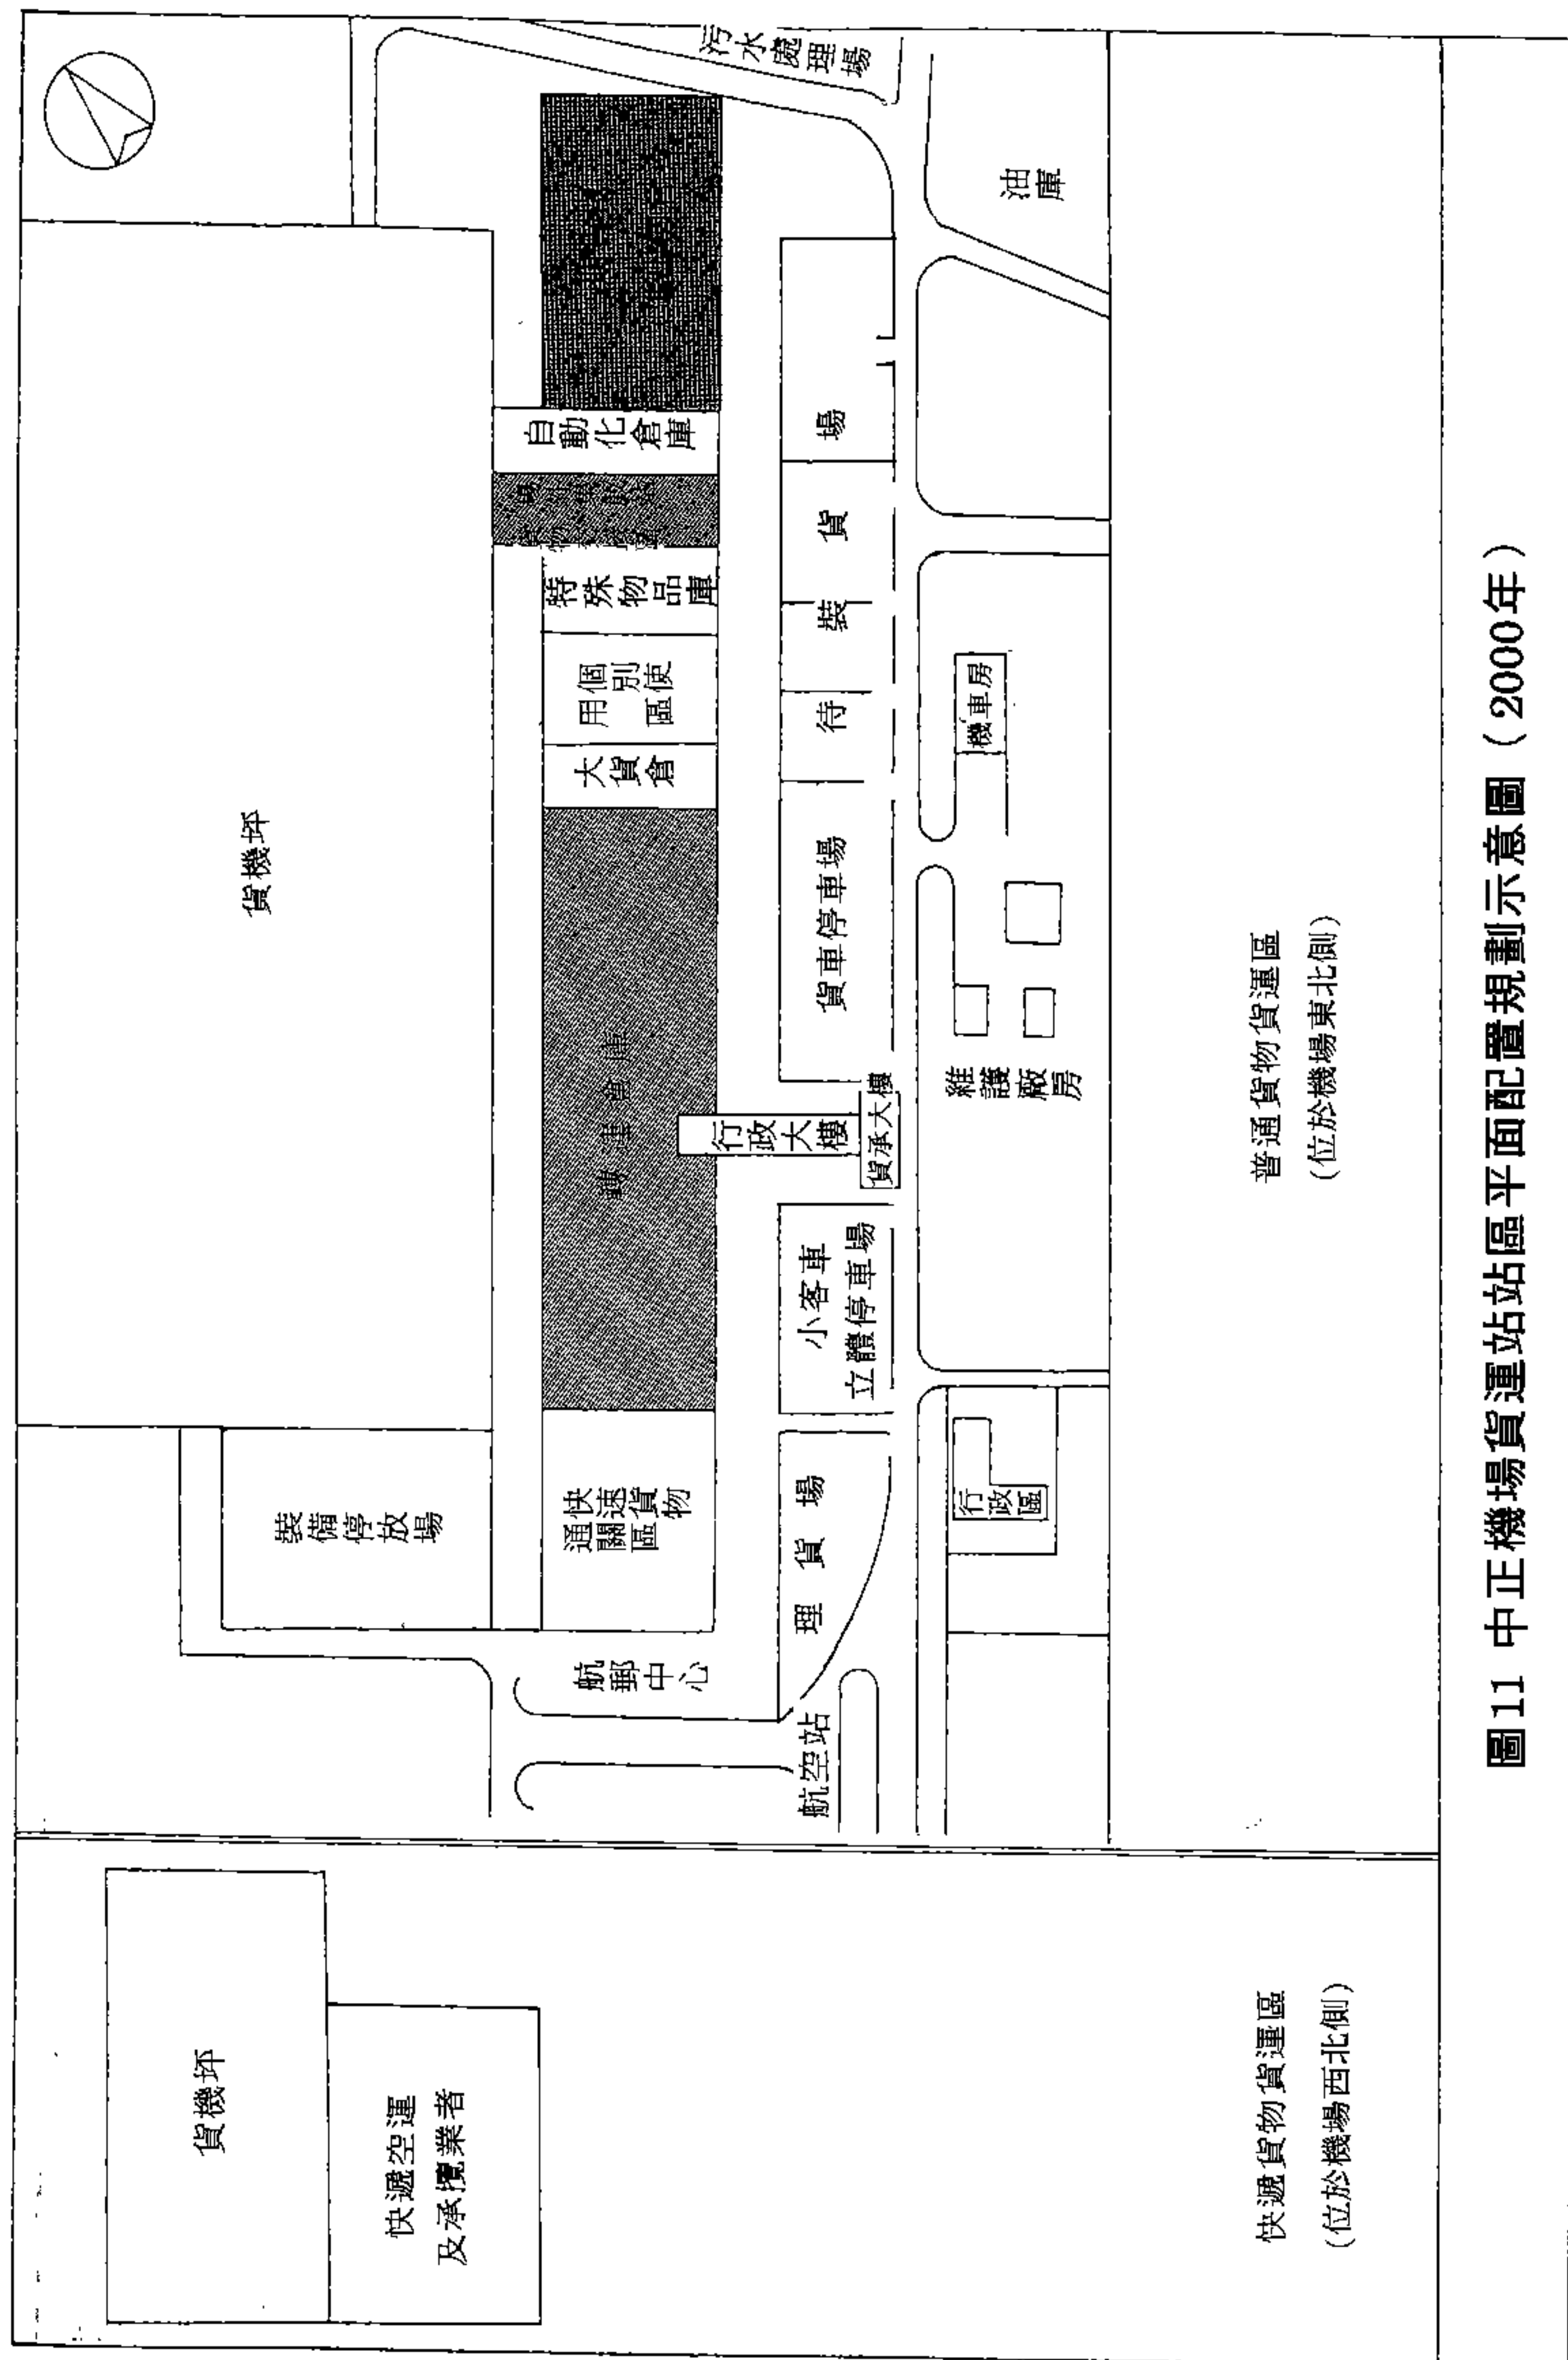 貨機坪
快遞空運
及承攬業者
快遞貨物貨運區
(位於機場西北側)
裝備停放場
貨機坪
航郵中心
快速貨物
通關區
行政大樓
貨承大樓
大貨倉
個別使
用區
特殊物品庫
自動化倉庫
污水處理場
航空站
理貨場
小客車
立體停車場
貨車停車場
待裝貨場
行政區
維護廠房
機車房
油庫
普通貨物貨運區
(位於機場東北側)
圖11 中正機場貨運站站區平面配置規劃示意圖(2000年)